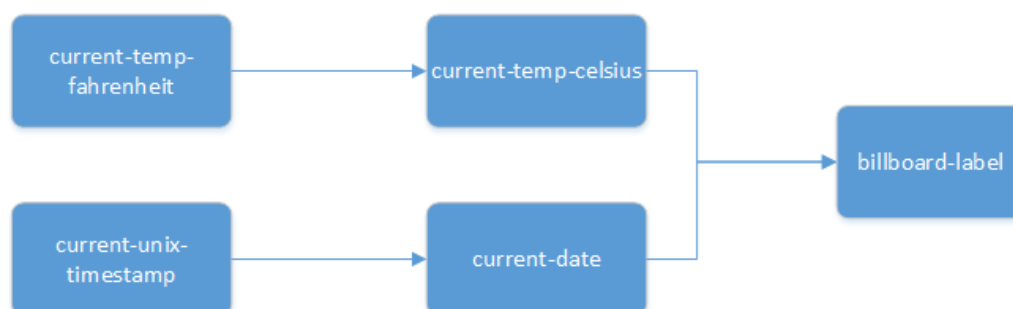 current-temp-
fahrenheit
current-temp-celsius
billboard-label
current-unix-
timestamp
current-date